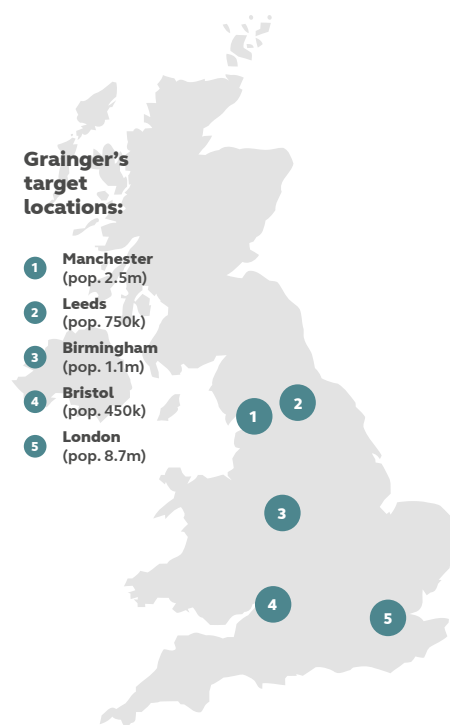 Grainger’s
target
locations:
1 Manchester
(pop. 2.5m)
2 Leeds
(pop. 750k)
3 Birmingham
(pop. 1.1m)
4 Bristol
(pop. 450k)
5 London
(pop. 8.7m)
1
2
3
4
5